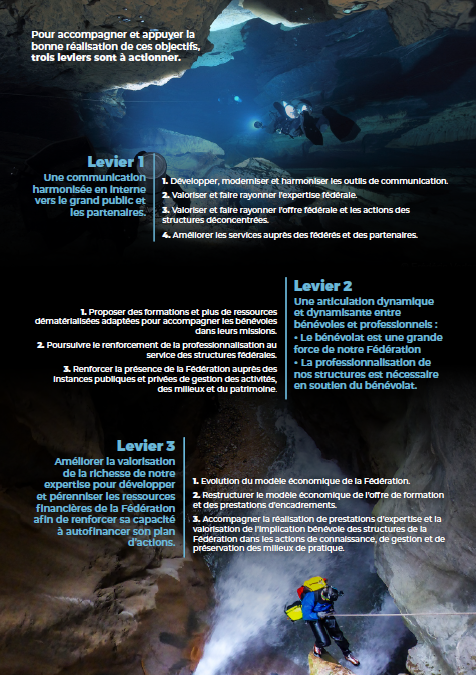 Pour accompagner et appuyer la
bonne réalisation de ces objectifs,
trois leviers sont à actionner.
Levier 1
Une communication
harmonisée en interne
vers le grand public et
les partenaires.
1. Développer, moderniser et harmoniser les outils de communication.
2. Valoriser et faire rayonner l'expertise fédérale.
3. Valoriser et faire rayonner l'offre fédérale et les actions des
structures déconcentrées.
4. Améliorer les services auprès des fédérés et des partenaires.
Levier 2
Une articulation dynamique
et dynamisante entre
bénévoles et professionnels :
• Le bénévolat est une grande
force de notre Fédération
• La professionnalisation de
nos structures est nécessaire
en soutien du bénévolat.
1. Proposer des formations et plus de ressources
dématérialisées adaptées pour accompagner les bénévoles
dans leurs missions.
2. Poursuivre le renforcement de la professionnalisation au
service des structures fédérales.
3. Renforcer la présence de la Fédération auprès des
instances publiques et privées de gestion des activités,
des milieux et du patrimoine.
Levier 3
Améliorer la valorisation
de la richesse de notre
expertise pour développer
et pérenniser les ressources
financières de la Fédération
afin de renforcer sa capacité
à autofinancer son plan
d'actions.
1. Evolution du modèle économique de la Fédération.
2. Restructurer le modèle économique de l'offre de formation
et des prestations d'encadrements.
3. Accompagner la réalisation de prestations d'expertise et la
valorisation de l'implication bénévole des structures de la
Fédération dans les actions de connaissance, de gestion et de
préservation des milieux de pratique.